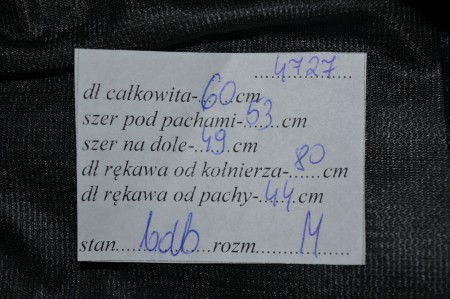 4727
dł całkowita-60cm
szer pod pachami-53cm
szer na dole-49cm
dł rękawa od kołnierza-80cm
dł rękawa od pachy-44cm
stan bdb rozm M